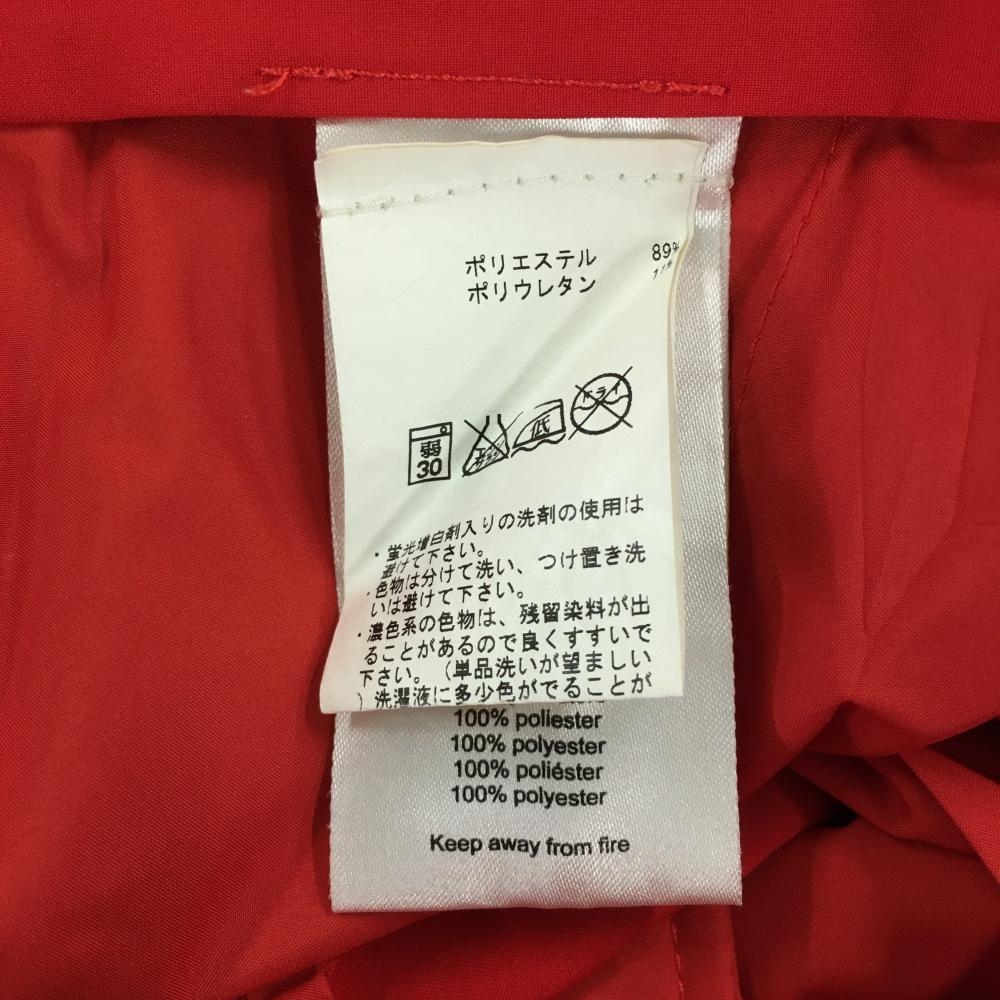 ポリエステル 89%
ポリウレタン
弱
30
エンソ
サラシ
低
ドライ
・蛍光増白剤入りの洗剤の使用は
避けて下さい。
・色物は分けて洗い、つけ置き洗
いは避けて下さい。
・濃色系の色物は、残留染料が出
ることがあるので良くすすいで
下さい。（単品洗いが望ましい
）洗濯液に多少色がでることが
100% poliester
100% polyester
100% poliéster
100% polyester
Keep away from fire